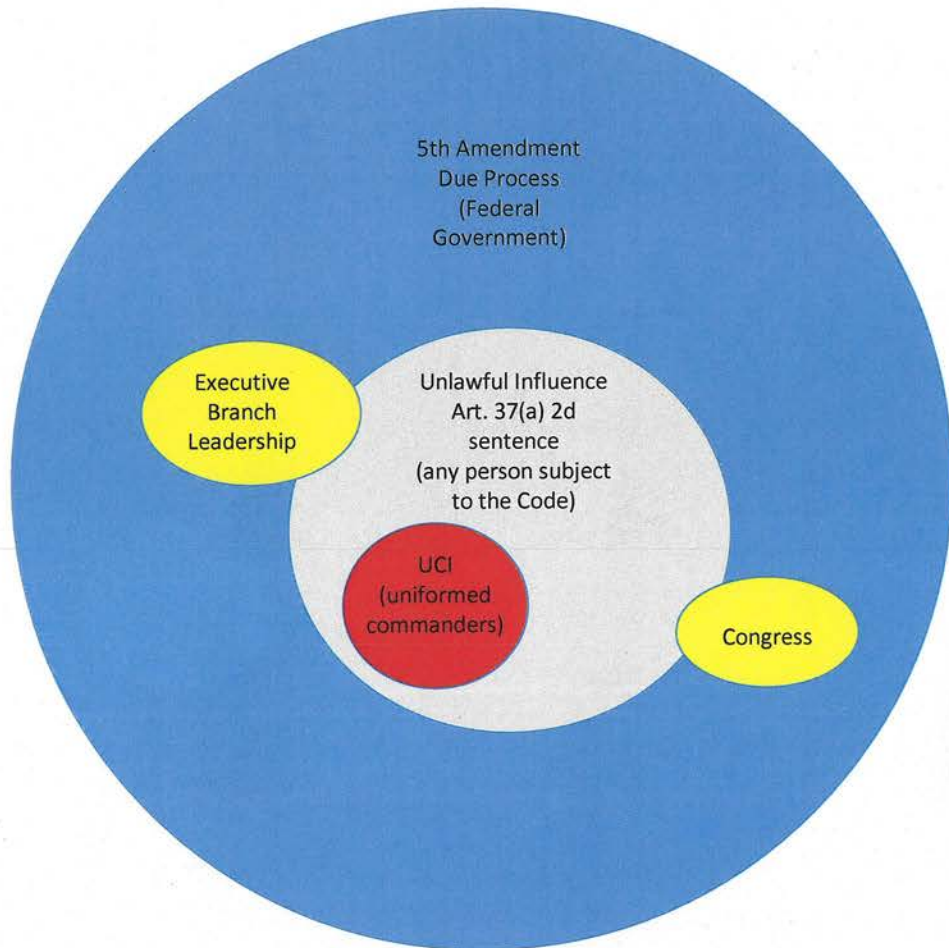 5th Amendment
Due Process
(Federal
Government)
Executive
Branch
Leadership
Unlawful Influence
Art. 37(a) 2d
sentence
(any person subject
to the Code)
UCI
(uniformed
commanders)
Congress